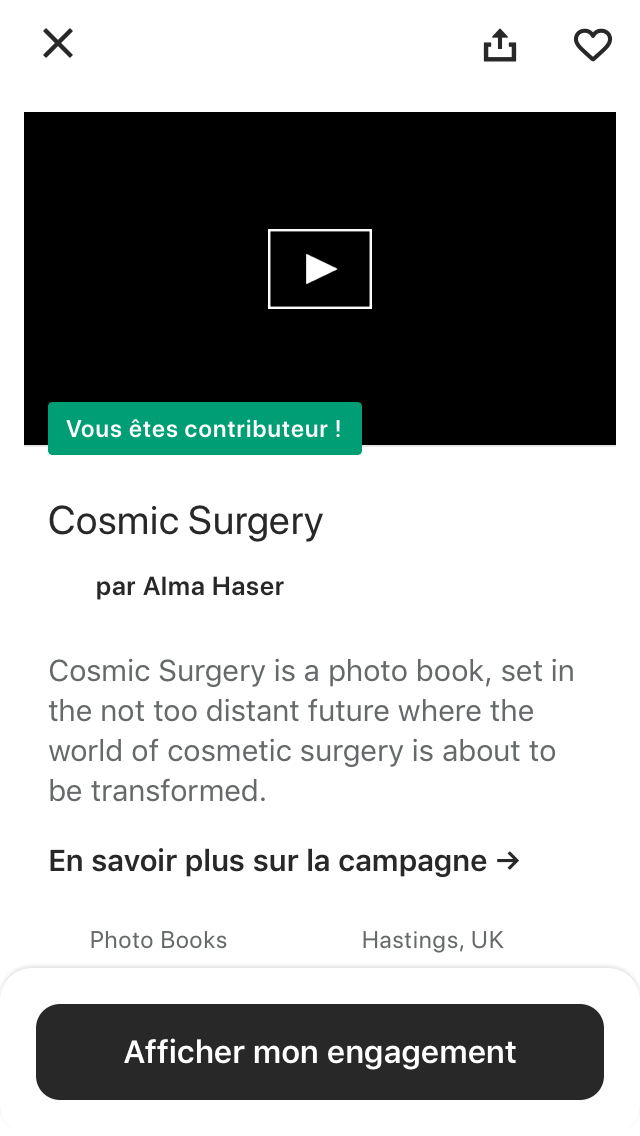 Vous êtes contributeur !
Cosmic Surgery
par Alma Haser
Cosmic Surgery is a photo book, set in
the not too distant future where the
world of cosmetic surgery is about to
be transformed.
En savoir plus sur la campagne →
Photo Books
Hastings, UK
Afficher mon engagement